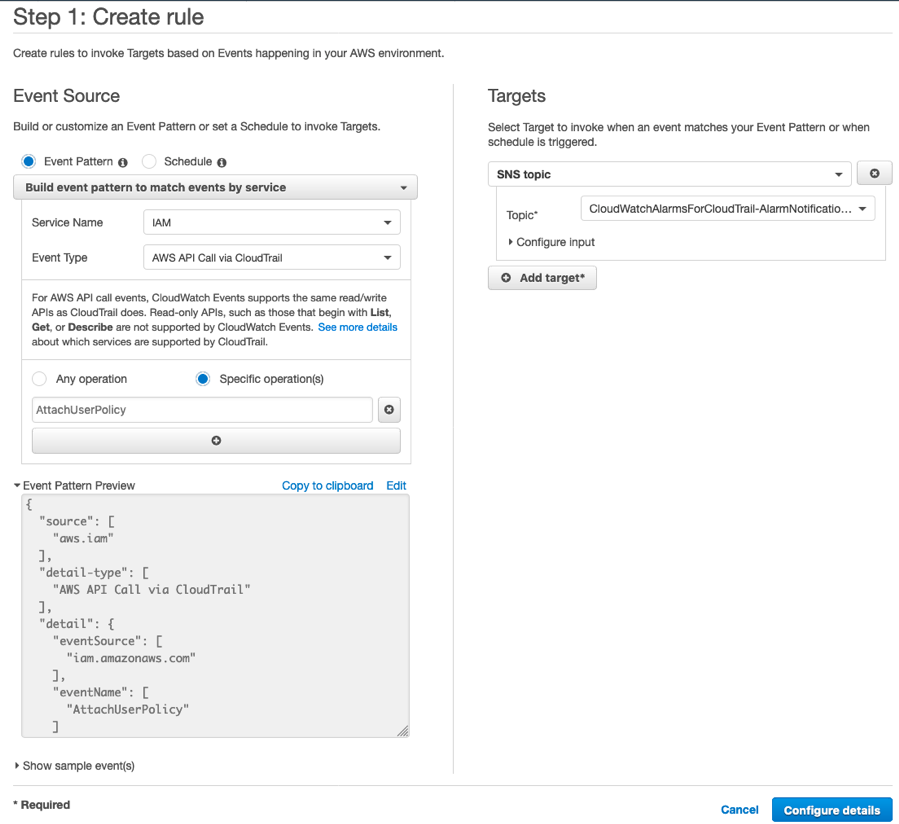 Step 1: Create rule
Create rules to invoke Targets based on Events happening in your AWS environment.
Event Source
Build or customize an Event Pattern or set a Schedule to invoke Targets.
Event Pattern
Schedule
Build event pattern to match events by service
Service Name
IAM
Event Type
AWS API Call via CloudTrail
For AWS API call events, CloudWatch Events supports the same read/write
APIs as CloudTrail does. Read-only APIs, such as those that begin with List,
Get, or Describe are not supported by CloudWatch Events. See more details
about which services are supported by CloudTrail.
Any operation
Specific operation(s)
AttachUserPolicy
Event Pattern Preview
Copy to clipboard
Edit
{
"source": [
"aws.iam"
],
"detail-type": [
"AWS API Call via CloudTrail"
],
"detail": {
"eventSource": [
"iam.amazonaws.com"
],
"eventName": [
"AttachUserPolicy"
]
Show sample event(s)
Targets
Select Target to invoke when an event matches your Event Pattern or when
schedule is triggered.
SNS topic
Topic*
CloudWatchAlarmsForCloudTrail-AlarmNotificatio...
Configure input
Add target*
* Required
Cancel
Configure details